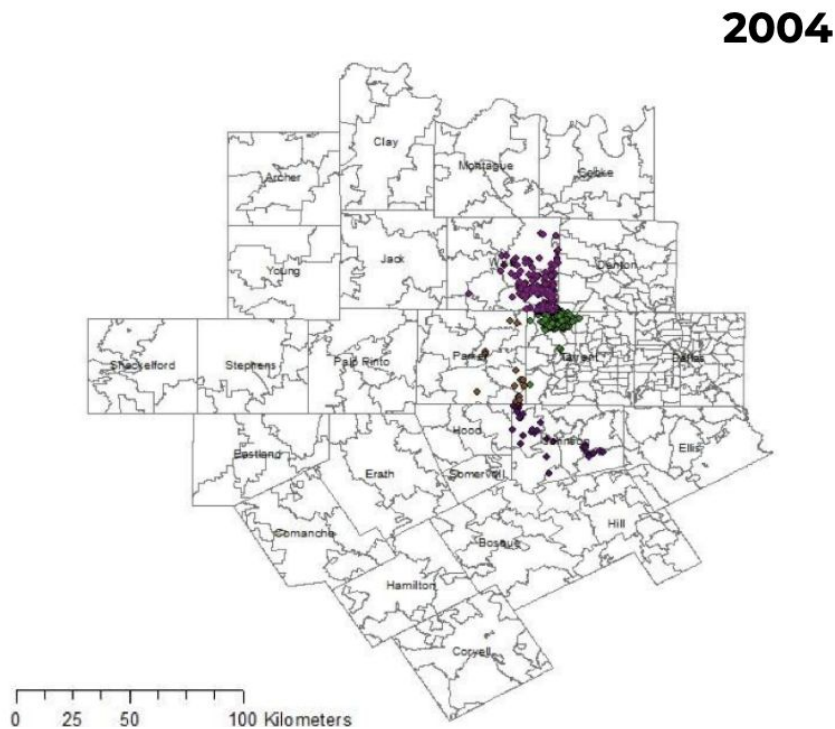 2004
Clay
Montague
Cooke
Archer
Jack
Denton
Young
Shackelford
Stephens
Palo Pinto
Parker
Tarrant
Dallas
Hood
Johnson
Ellis
Eastland
Erath
Somervell
Comanche
Bosque
Hill
Hamilton
Coryell
0 25 50 100 Kilometers